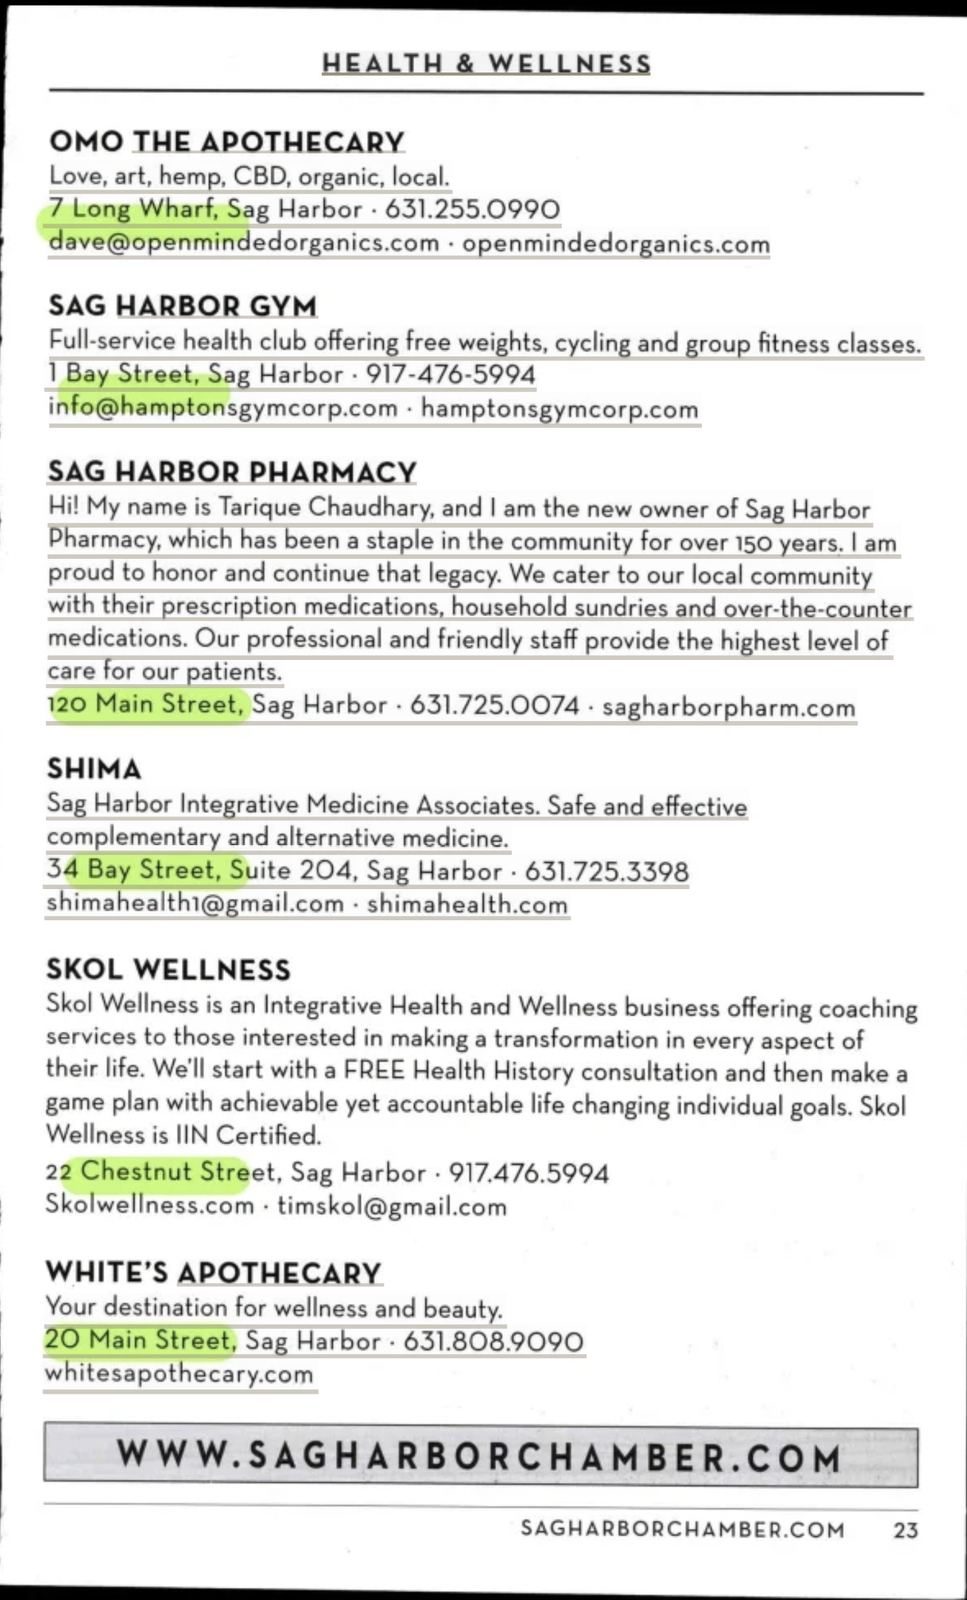 HEALTH & WELLNESS
OMO THE APOTHECARY
Love, art, hemp, CBD, organic, local.
7 Long Wharf, Sag Harbor · 631.255.0990
dave@openmindedorganics.com · openmindedorganics.com
SAG HARBOR GYM
Full-service health club offering free weights, cycling and group fitness classes.
1 Bay Street, Sag Harbor · 917-476-5994
info@hamptonsgymcorp.com · hamptonsgymcorp.com
SAG HARBOR PHARMACY
Hi! My name is Tarique Chaudhary, and I am the new owner of Sag Harbor
Pharmacy, which has been a staple in the community for over 150 years. I am
proud to honor and continue that legacy. We cater to our local community
with their prescription medications, household sundries and over-the-counter
medications. Our professional and friendly staff provide the highest level of
care for our patients.
120 Main Street, Sag Harbor · 631.725.0074 · sagharborpharm.com
SHIMA
Sag Harbor Integrative Medicine Associates. Safe and effective
complementary and alternative medicine.
34 Bay Street, Suite 204, Sag Harbor · 631.725.3398
shimahealth1@gmail.com · shimahealth.com
SKOL WELLNESS
Skol Wellness is an Integrative Health and Wellness business offering coaching
services to those interested in making a transformation in every aspect of
their life. We'll start with a FREE Health History consultation and then make a
game plan with achievable yet accountable life changing individual goals. Skol
Wellness is IIN Certified.
22 Chestnut Street, Sag Harbor · 917.476.5994
Skolwellness.com · timskol@gmail.com
WHITE'S APOTHECARY
Your destination for wellness and beauty.
20 Main Street, Sag Harbor · 631.808.9090
whitesapothecary.com
WWW.SAGHARBORCHAMBER.COM
SAGHARBORCHAMBER.COM 23